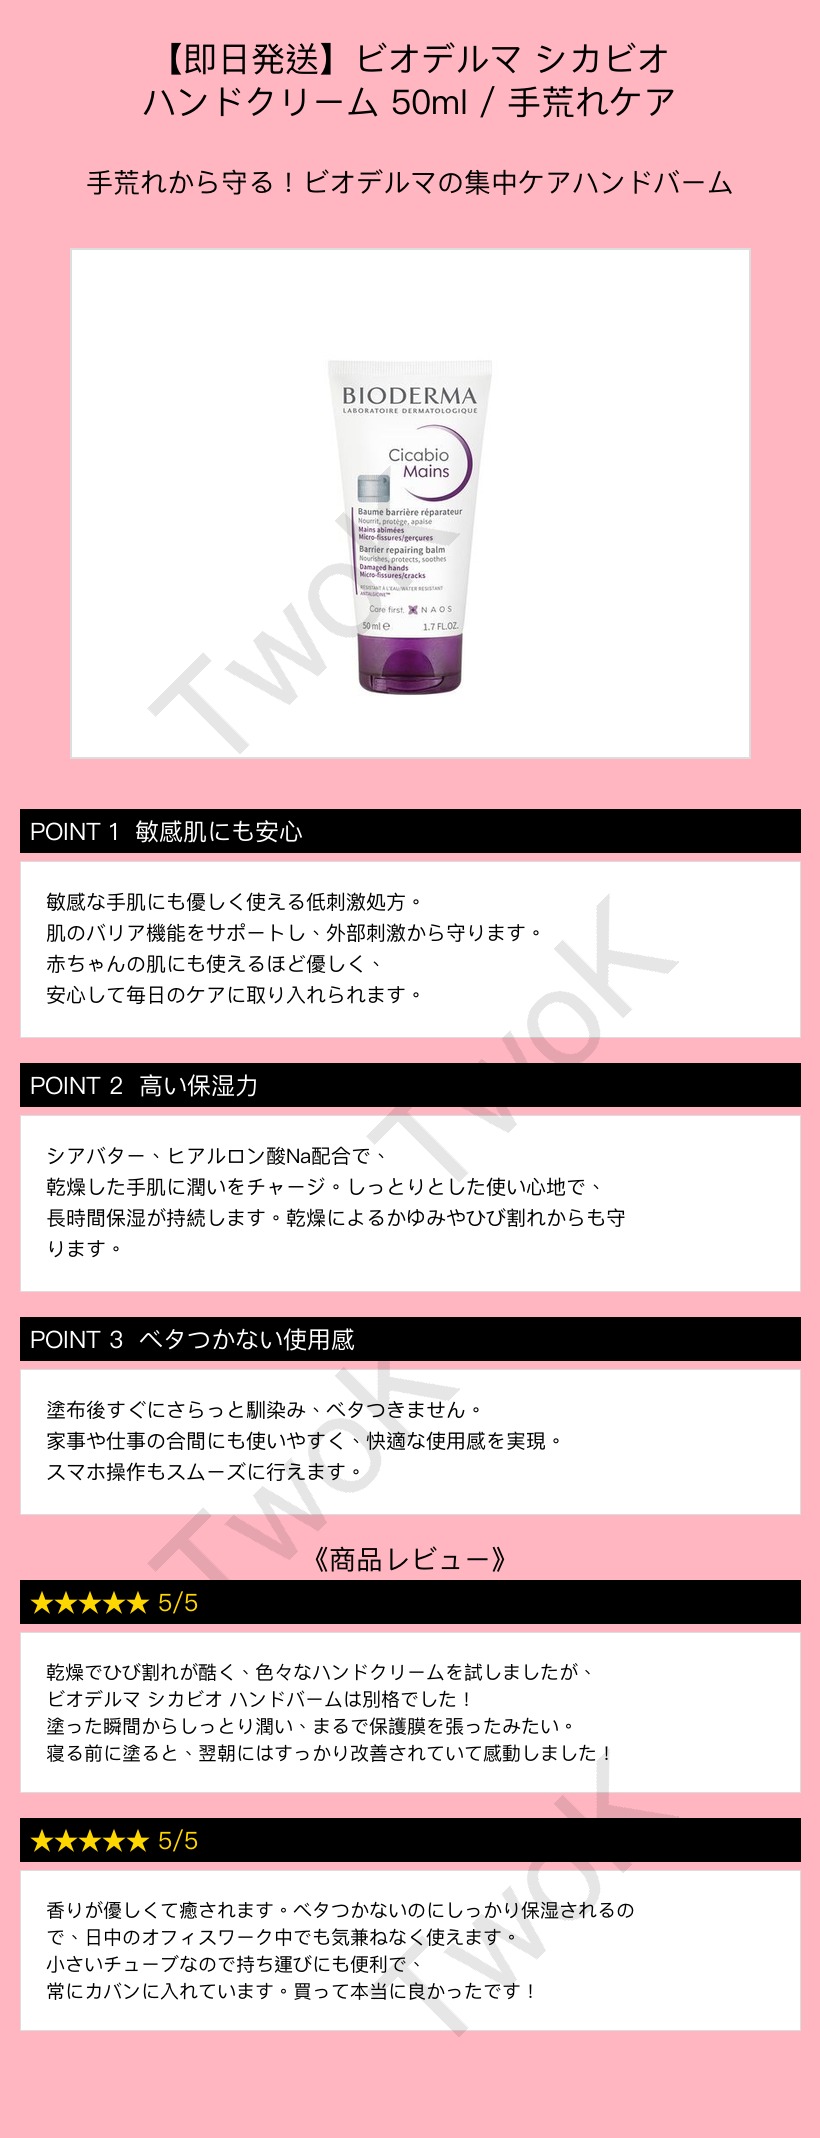 【即日発送】ビオデルマ シカビオ
ハンドクリーム 50ml / 手荒れケア
手荒れから守る！ビオデルマの集中ケアハンドバーム
BIODERMA
LABORATOIRE DERMATOLOGIQUE
Cicabio
Mains
Baume barrière réparateur
Nourrit, protège, apaise
Mains abîmées
Micro-fissures/gerçures
Barrier repairing balm
Nourishes, protects, soothes
Damaged hands
Micro-fissures/cracks
RÉSISTANT À L'EAU/WATER RESISTANT
ANTALGICINE™
Care first. NAOS
50 ml e 1.7 FL.OZ.
TwoK
POINT 1 敏感肌にも安心
敏感な手肌にも優しく使える低刺激処方。
肌のバリア機能をサポートし、外部刺激から守ります。
赤ちゃんの肌にも使えるほど優しく、
安心して毎日のケアに取り入れられます。
TwoK
POINT 2 高い保湿力
シアバター、ヒアルロン酸Na配合で、
乾燥した手肌に潤いをチャージ。しっとりとした使い心地で、
長時間保湿が持続します。乾燥によるかゆみやひび割れからも守
ります。
POINT 3 ベタつかない使用感
塗布後すぐにさらっと馴染み、ベタつきません。
家事や仕事の合間にも使いやすく、快適な使用感を実現。
スマホ操作もスムーズに行えます。
TwoK
《商品レビュー》
★★★★★ 5/5
乾燥でひび割れが酷く、色々なハンドクリームを試しましたが、
ビオデルマ シカビオ ハンドバームは別格でした！
塗った瞬間からしっとり潤い、まるで保護膜を張ったみたい。
寝る前に塗ると、翌朝にはすっかり改善されていて感動しました！
★★★★★ 5/5
香りが優しくて癒されます。ベタつかないのにしっかり保湿されるの
で、日中のオフィスワーク中でも気兼ねなく使えます。
小さいチューブなので持ち運びにも便利で、
常にカバンに入れています。買って本当に良かったです！
TwoK